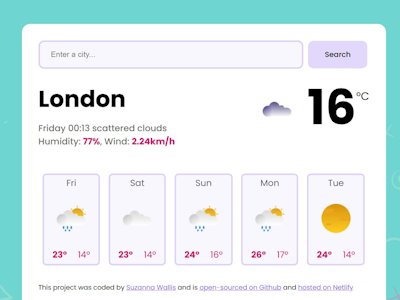 Enter a city...
Search
London
16°C
Friday 00:13 scattered clouds
Humidity: 77%, Wind: 2.24km/h
Fri
Sat
Sun
Mon
Tue
23° 14°
23° 14°
24° 16°
26° 17°
24° 14°
This project was coded by Suzanna Wallis and is open-sourced on Github and hosted on Netlify